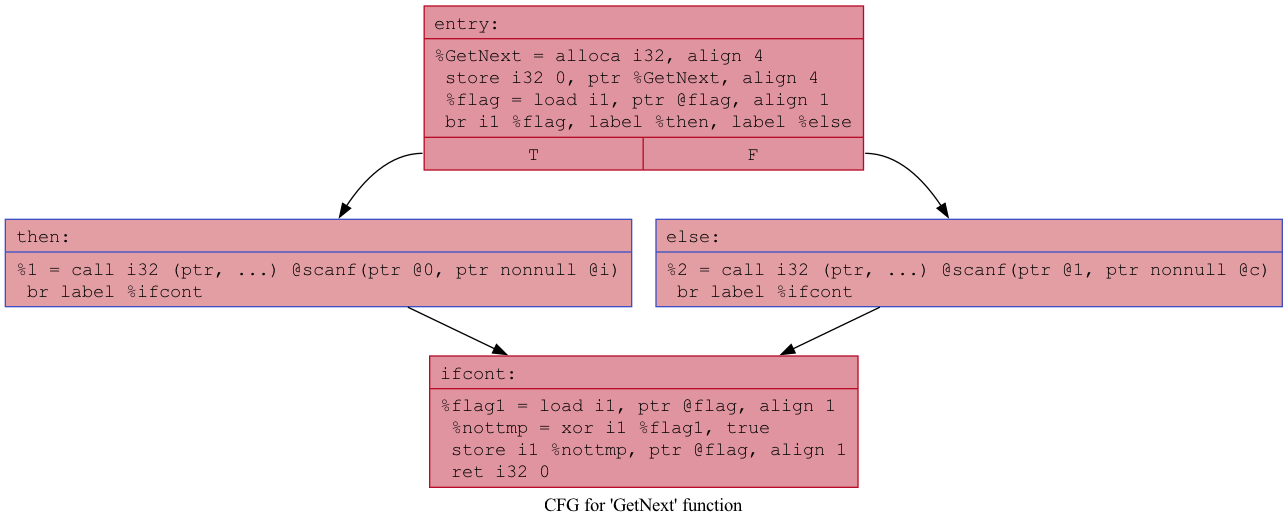 entry:
%GetNext = alloca i32, align 4
store i32 0, ptr %GetNext, align 4
%flag = load i1, ptr @flag, align 1
br i1 %flag, label %then, label %else
T
F
then:
%1 = call i32 (ptr, ...) @scanf(ptr @0, ptr nonnull @i)
br label %ifcont
else:
%2 = call i32 (ptr, ...) @scanf(ptr @1, ptr nonnull @c)
br label %ifcont
ifcont:
%flag1 = load i1, ptr @flag, align 1
%nottmp = xor i1 %flag1, true
store i1 %nottmp, ptr @flag, align 1
ret i32 0
CFG for 'GetNext' function